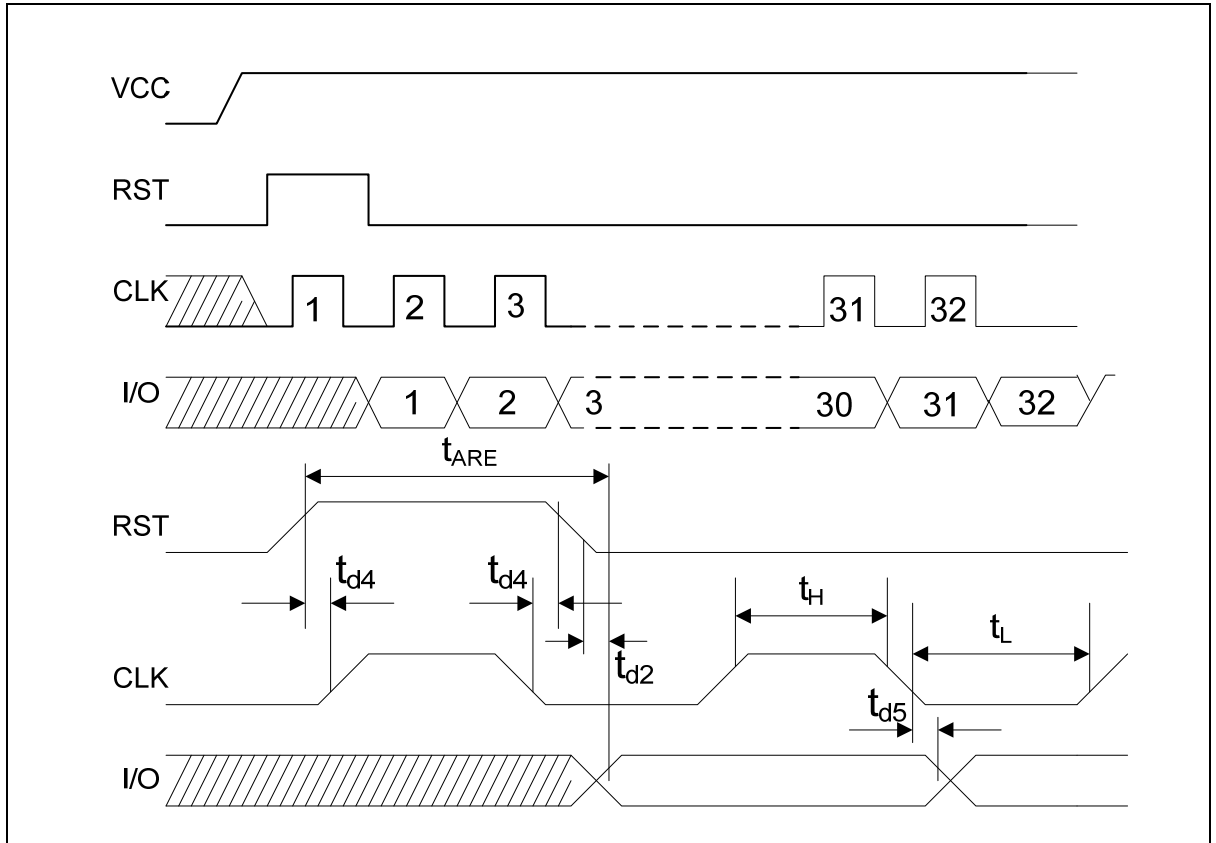 VCC
RST
CLK 1 2 3 31 32
I/O 1 2 3 30 31 32
tARE
RST
td4 td4 tH
tL
td2
CLK
td5
I/O